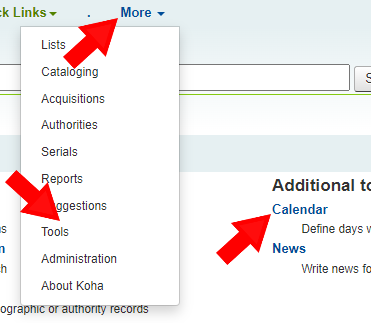 ck Links
. More
Lists
Cataloging
Acquisitions
Authorities
Serials
Reports
Suggestions
Tools
Administration
About Koha
ographic or authority records
S
Additional to
Calendar
Define days w
News
Write news fo